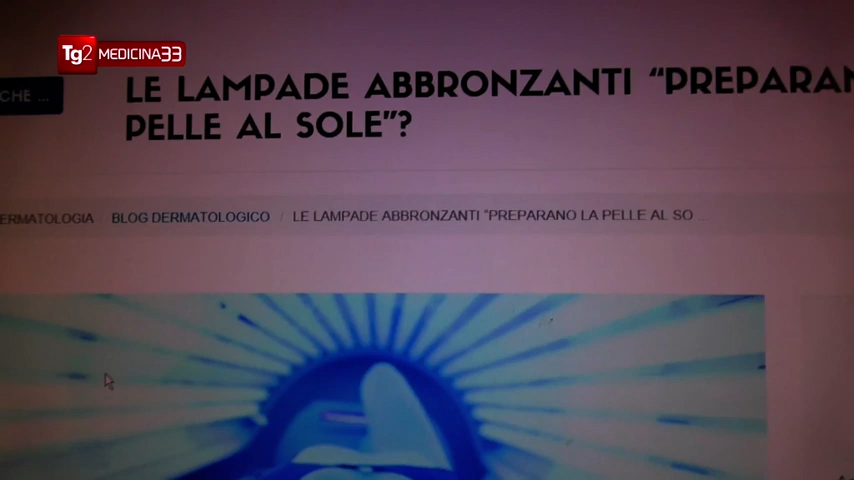 Tg2 MEDICINA33
CHE ...
LE LAMPADE ABBRONZANTI “PREPARAN
PELLE AL SOLE”?
ERMATOLOGIA / BLOG DERMATOLOGICO / LE LAMPADE ABBRONZANTI “PREPARANO LA PELLE AL SO ...